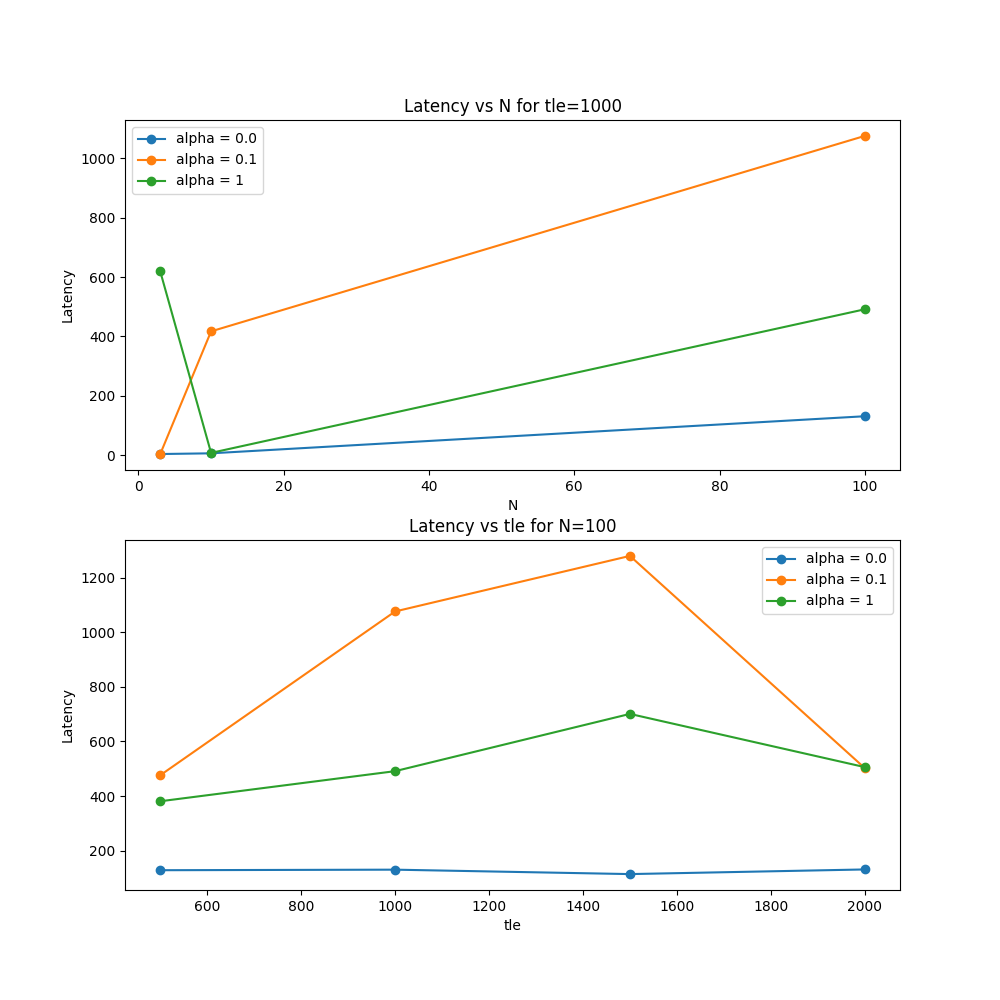 Latency vs N for tle=1000
alpha = 0.0
alpha = 0.1
alpha = 1
1000
800
600
400
200
0
Latency
0 20 40 60 80 100
N
Latency vs tle for N=100
alpha = 0.0
alpha = 0.1
alpha = 1
1200
1000
800
600
400
200
Latency
600 800 1000 1200 1400 1600 1800 2000
tle